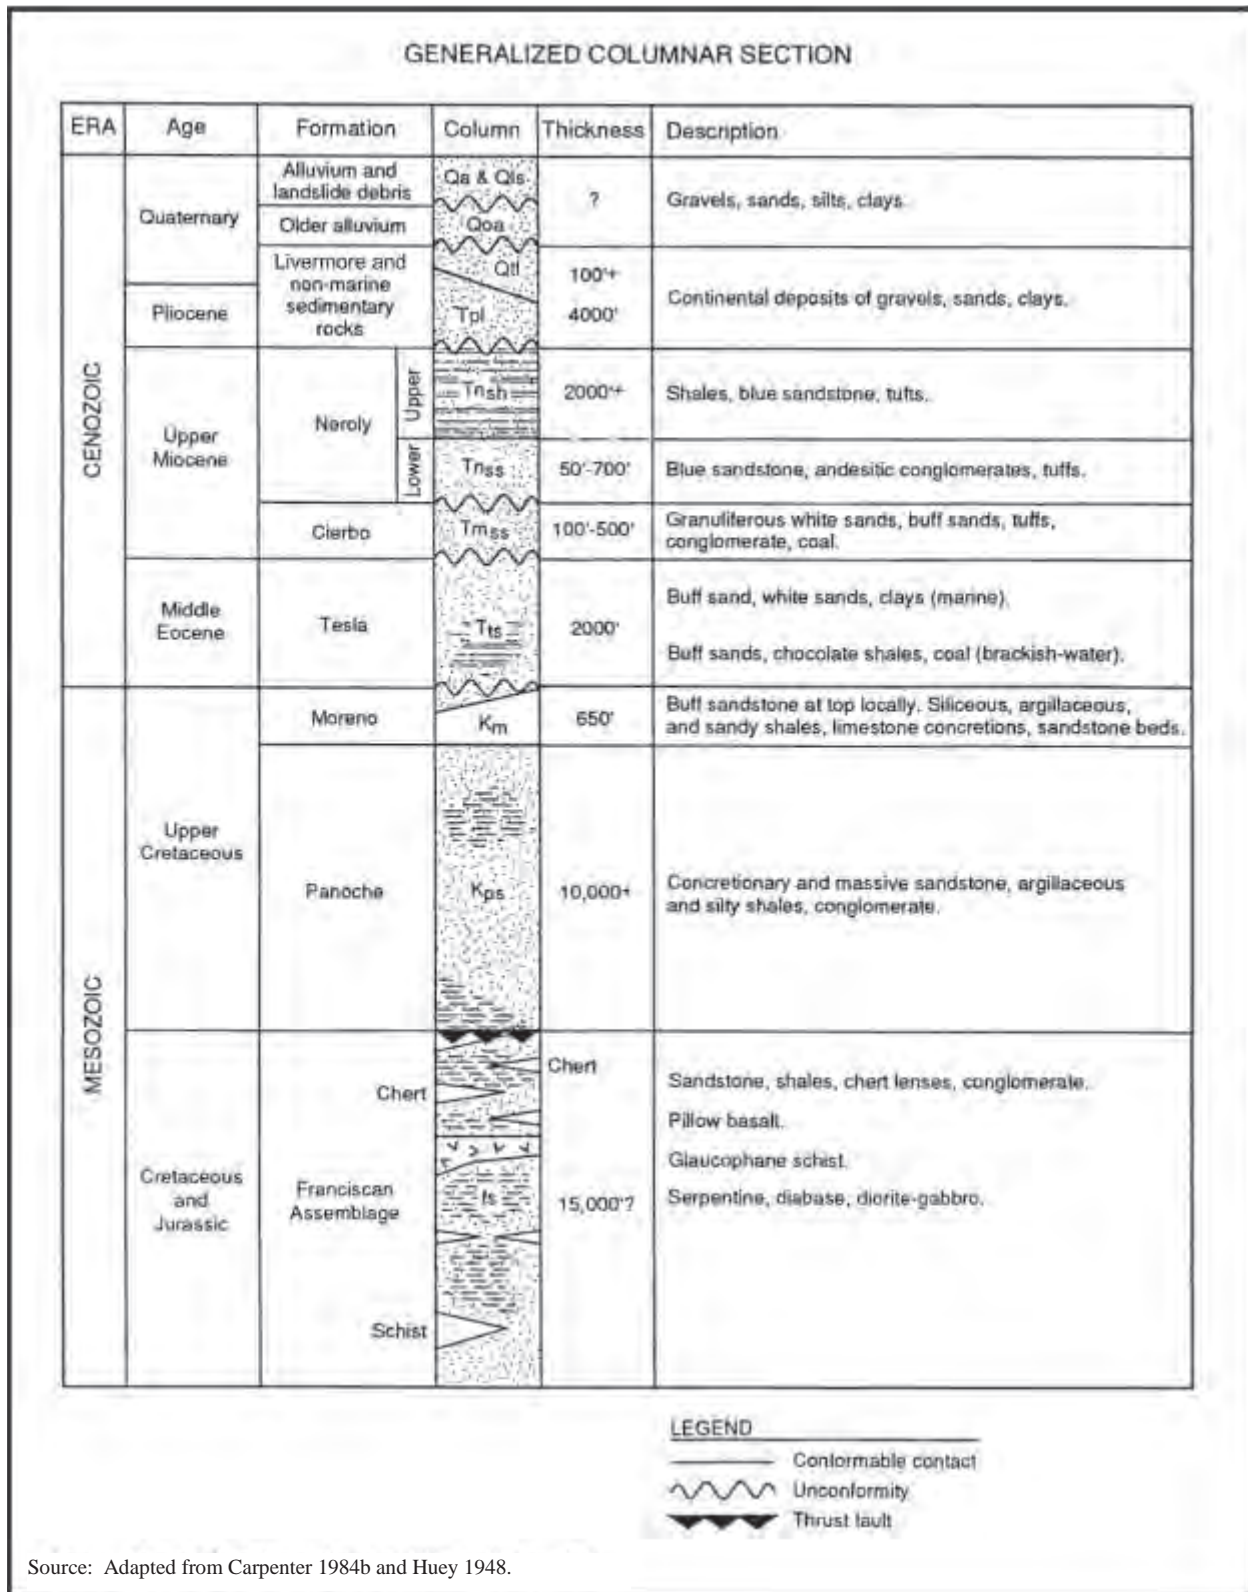 GENERALIZED COLUMNAR SECTION
ERA
Age
Formation
Column
Thickness
Description
CENOZOIC
Quaternary
Alluvium and
landslide debris
Qa & Qls
?
Gravels, sands, silts, clays
Older alluvium
Qoa
Livermore and
non-marine
sedimentary
rocks
Qtl
100'+
Continental deposits of gravels, sands, clays.
Pliocene
Tpl
4000'
Upper
Miocene
Neroly
Upper
Tnsh
2000'+
Shales, blue sandstone, tufts.
Lower
Tnss
50'-700'
Blue sandstone, andesitic conglomerates, tuffs.
Cierbo
Tmss
100'-500'
Granuliferous white sands, buff sands, tuffs,
conglomerate, coal.
Middle
Eocene
Tesla
Tts
2000'
Buff sand, white sands, clays (marine).
Buff sands, chocolate shales, coal (brackish-water).
MESOZOIC
Upper
Cretaceous
Moreno
Km
650'
Buff sandstone at top locally. Siliceous, argillaceous,
and sandy shales, limestone concretions, sandstone beds.
Panoche
Kps
10,000+
Concretionary and massive sandstone, argillaceous
and silty shales, conglomerate.
Cretaceous
and
Jurassic
Franciscan
Assemblage
Chert
Chert
fs
Schist
15,000'?
Sandstone, shales, chert lenses, conglomerate.
Pillow basalt.
Glaucophane schist.
Serpentine, diabase, diorite-gabbro.
LEGEND
Conformable contact
Unconformity
Thrust fault
Source: Adapted from Carpenter 1984b and Huey 1948.